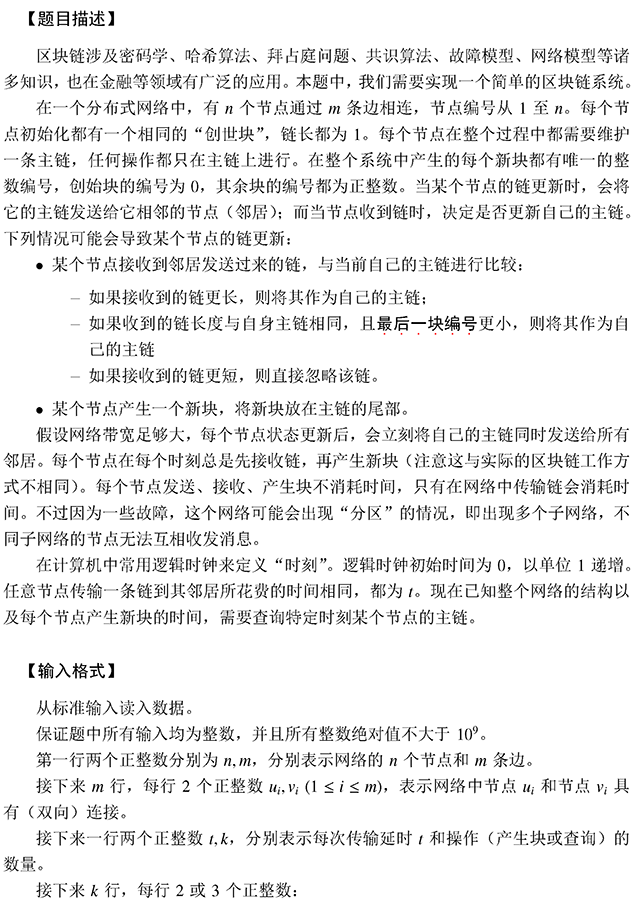 【题目描述】
区块链涉及密码学、哈希算法、拜占庭问题、共识算法、故障模型、网络模型等诸
多知识，也在金融等领域有广泛的应用。本题中，我们需要实现一个简单的区块链系统。
在一个分布式网络中，有 n 个节点通过 m 条边相连，节点编号从 1 至 n。每个节
点初始化都有一个相同的“创世块”，链长都为 1。每个节点在整个过程中都需要维护
一条主链，任何操作都只在主链上进行。在整个系统中产生的每个新块都有唯一的整
数编号，创始块的编号为 0，其余块的编号都为正整数。当某个节点的链更新时，会将
它的主链发送给它相邻的节点（邻居）；而当节点收到链时，决定是否更新自己的主链。
下列情况可能会导致某个节点的链更新：
• 某个节点接收到邻居发送过来的链，与当前自己的主链进行比较：
– 如果接收到的链更长，则将其作为自己的主链；
– 如果收到的链长度与自身主链相同，且最后一块编号更小，则将其作为自
己的主链
– 如果接收到的链更短，则直接忽略该链。
• 某个节点产生一个新块，将新块放在主链的尾部。
假设网络带宽足够大，每个节点状态更新后，会立刻将自己的主链同时发送给所有
邻居。每个节点在每个时刻总是先接收链，再产生新块（注意这与实际的区块链工作方
式不相同）。每个节点发送、接收、产生块不消耗时间，只有在网络中传输链会消耗时
间。不过因为一些故障，这个网络可能会出现“分区”的情况，即出现多个子网络，不
同子网络的节点无法互相收发消息。
在计算机中常用逻辑时钟来定义“时刻”。逻辑时钟初始时间为 0，以单位 1 递增。
任意节点传输一条链到其邻居所花费的时间相同，都为 t。现在已知整个网络的结构以
及每个节点产生新块的时间，需要查询特定时刻某个节点的主链。
【输入格式】
从标准输入读入数据。
保证题中所有输入均为整数，并且所有整数绝对值不大于 10⁹。
第一行两个正整数分别为 n, m，分别表示网络的 n 个节点和 m 条边。
接下来 m 行，每行 2 个正整数 uᵢ, vᵢ (1 ≤ i ≤ m)，表示网络中节点 uᵢ 和节点 vᵢ 具
有（双向）连接。
接下来一行两个正整数 t, k，分别表示每次传输延时 t 和操作（产生块或查询）的
数量。
接下来 k 行，每行 2 或 3 个正整数：